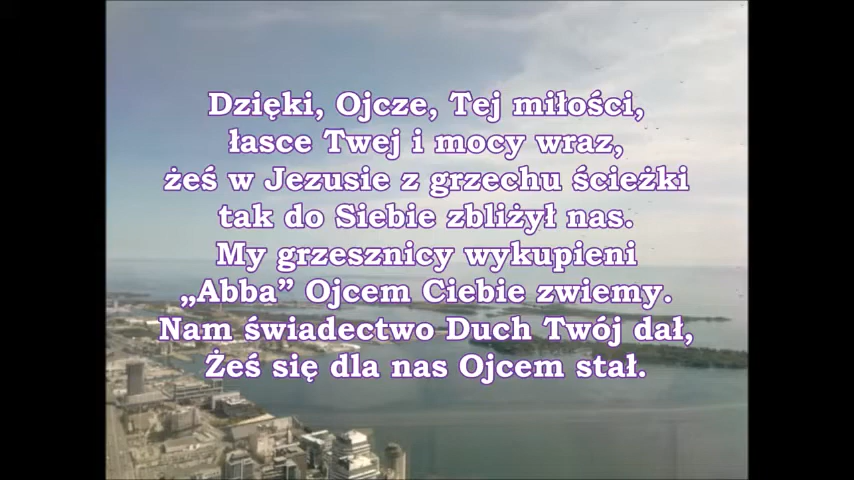 Dzięki, Ojcze, Tej miłości,
łasce Twej i mocy wraz,
żeś w Jezusie z grzechu ścieżki
tak do Siebie zbliżył nas.
My grzesznicy wykupieni
„Abba” Ojcem Ciebie zwiemy.
Nam świadectwo Duch Twój dał,
Żeś się dla nas Ojcem stał.